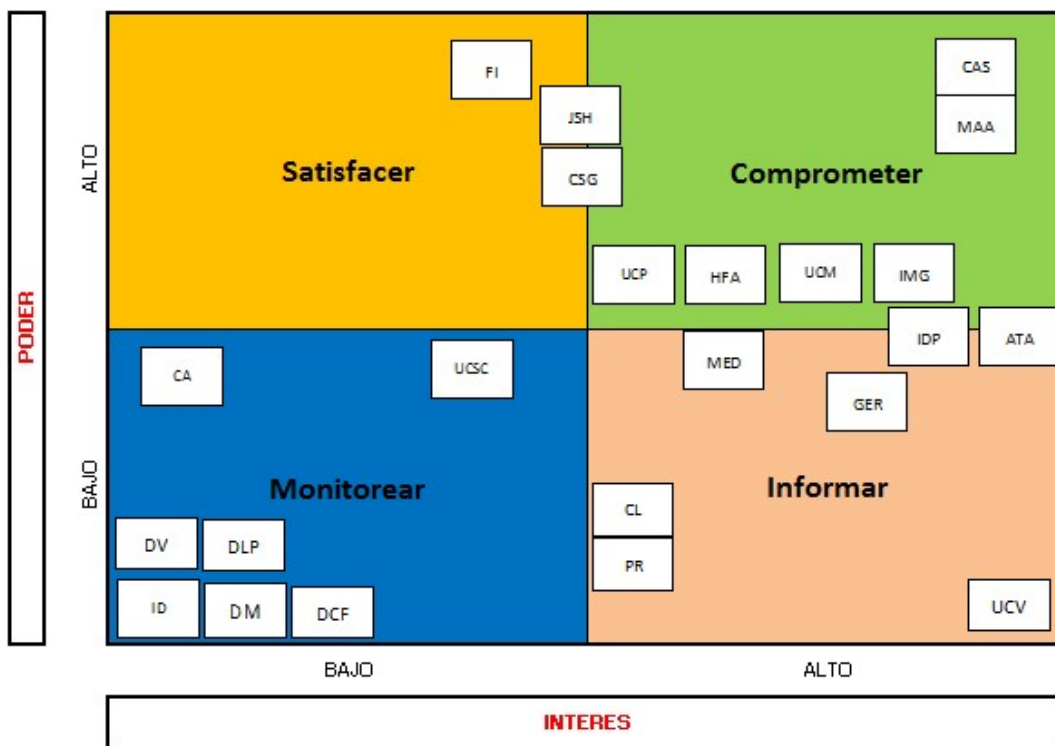 PODER
ALTO
BAJO
FI
JSH
CSG
Satisfacer
CAS
MAA
Comprometer
UCP
HFA
UCM
IMG
IDP
ATA
CA
UCSC
Monitorear
DV
DLP
ID
DM
DCF
MED
GER
Informar
CL
PR
UCV
BAJO
ALTO
INTERES